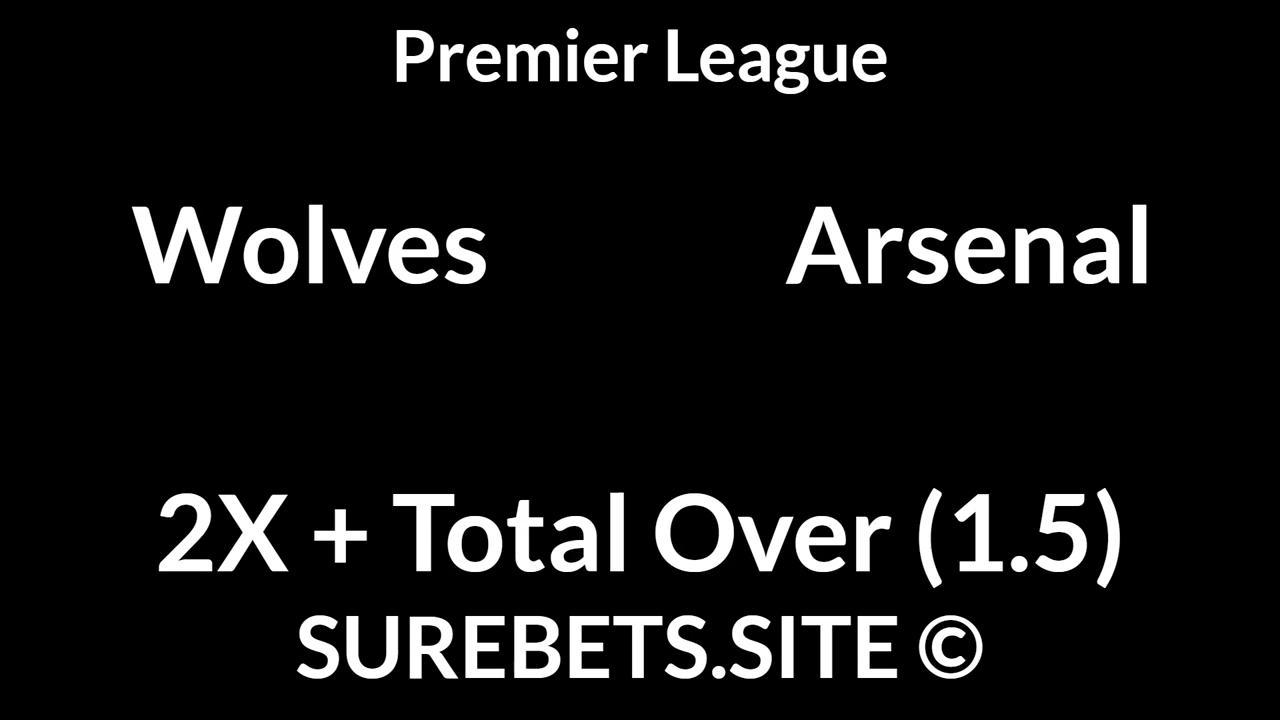 Premier League
Wolves Arsenal
2X + Total Over (1.5)
SUREBETS.SITE ©